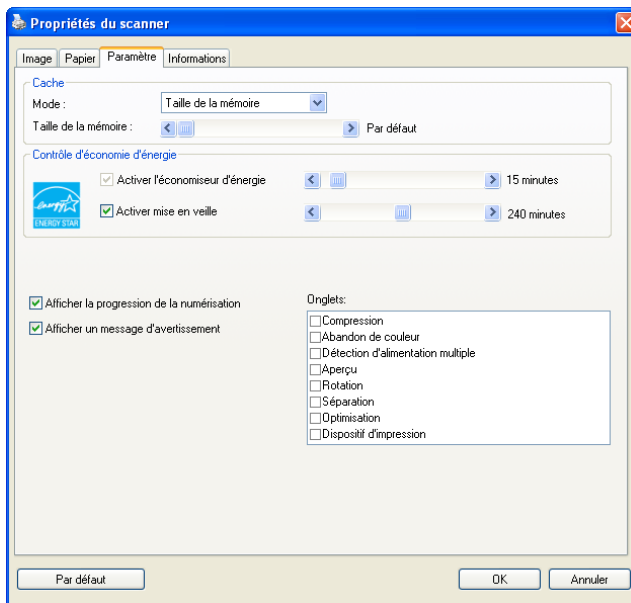 Propriétés du scanner
Image Papier Paramètre Informations
Cache
Mode : Taille de la mémoire
Taille de la mémoire : Par défaut
Contrôle d'économie d'énergie
Activer l'économiseur d'énergie 15 minutes
Activer mise en veille 240 minutes
energy
ENERGY STAR
Afficher la progression de la numérisation
Afficher un message d'avertissement
Onglets:
Compression
Abandon de couleur
Détection d'alimentation multiple
Aperçu
Rotation
Séparation
Optimisation
Dispositif d'impression
Par défaut OK Annuler